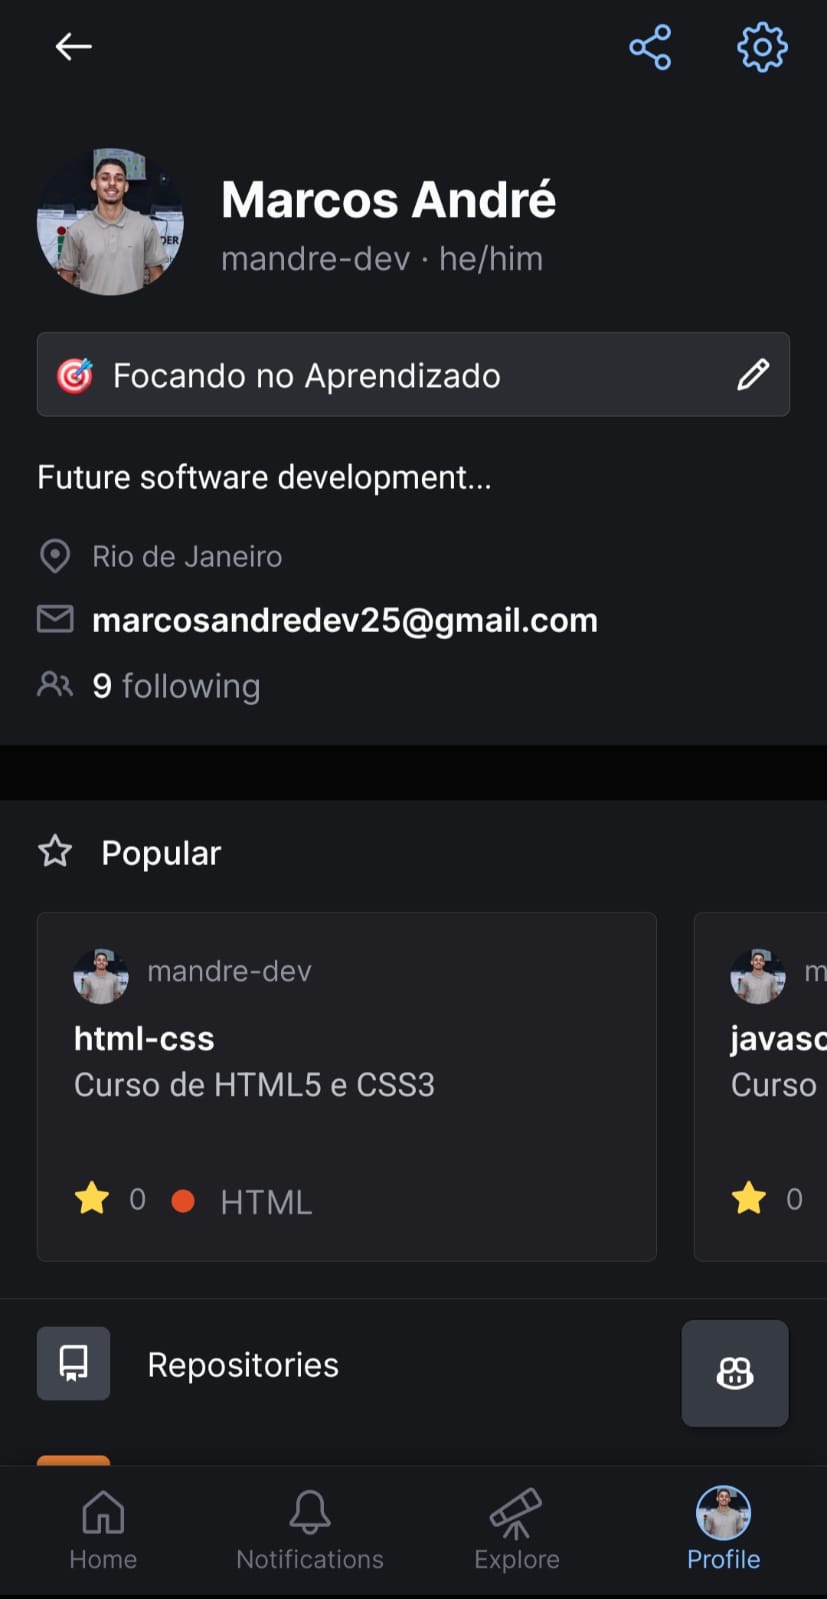 Marcos André
mandre-dev · he/him
🎯 Focando no Aprendizado
Future software development...
Rio de Janeiro
marcosandredev25@gmail.com
9 following
Popular
mandre-dev
html-css
Curso de HTML5 e CSS3
0 HTML
Curso
0
Repositories
Home
Notifications
Explore
Profile